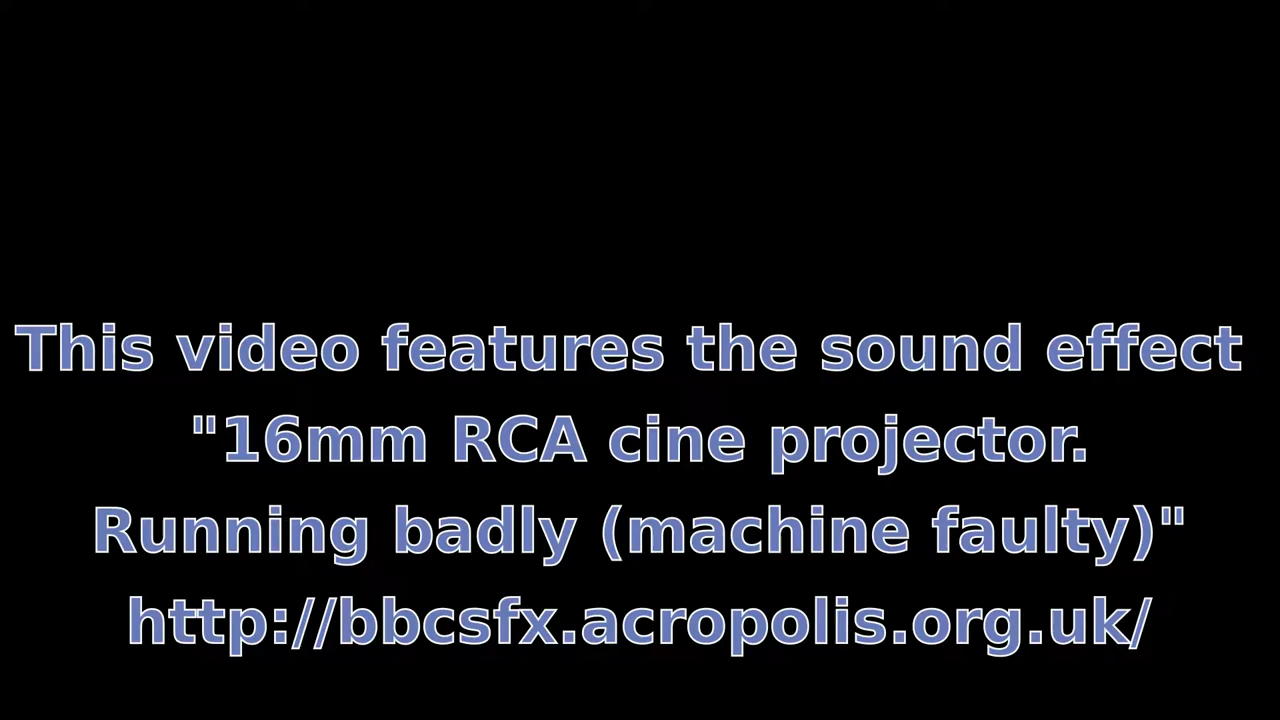 This video features the sound effect
"16mm RCA cine projector.
Running badly (machine faulty)"
http://bbcsfx.acropolis.org.uk/